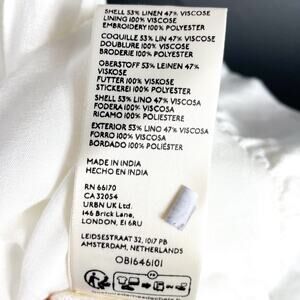 SHELL 53% LINEN 47% VISCOSE
LINING 100% VISCOSE
EMBROIDERY 100% POLYESTER
COQUILLE 53% LIN 47% VISCOSE
DOUBLURE 100% VISCOSE
BRODERIE 100% POLYESTER
OBERSTOFF 53% LEINEN 47%
VISKOSE
FUTTER 100% VISKOSE
STICKEREI 100% POLYESTER
SHELL 53% LINO 47% VISCOSA
FODERA 100% VISCOSA
RICAMO 100% POLIESTERE
EXTERIOR 53% LIN 47% VISCOSA
FORRO 100% VISCOSA
BORDADO 100% POLIÉSTER
MADE IN INDIA
HECHO EN INDIA
RN 66170
CA 32054
URBN UK Ltd.
146 Brick Lane,
LONDON, E1 6RU
LEIDSESTRAAT 32, 1017 PB
AMSTERDAM, NETHERLANDS
OB1646101
FR